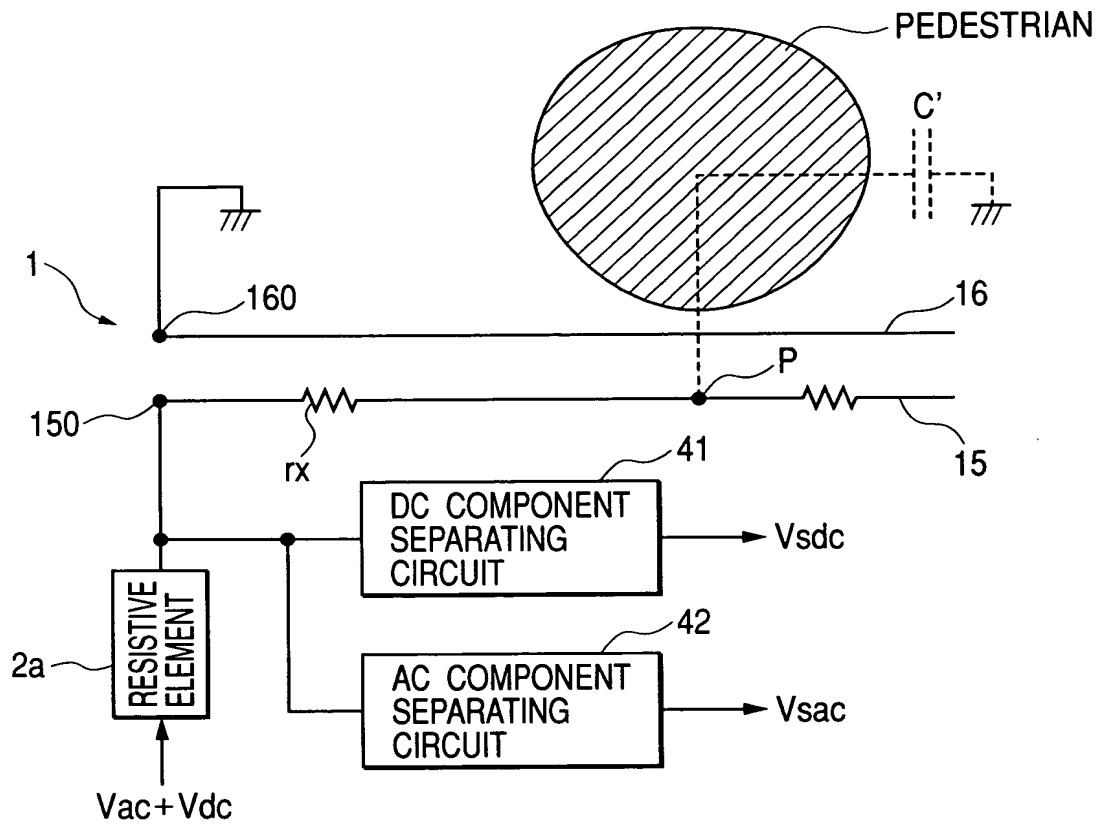 PEDESTRIAN
C'
1
160
16
P
150
rx
15
41
DC COMPONENT
SEPARATING
CIRCUIT
Vsdc
42
2a
RESISTIVE
ELEMENT
AC COMPONENT
SEPARATING
CIRCUIT
Vsac
Vac+Vdc